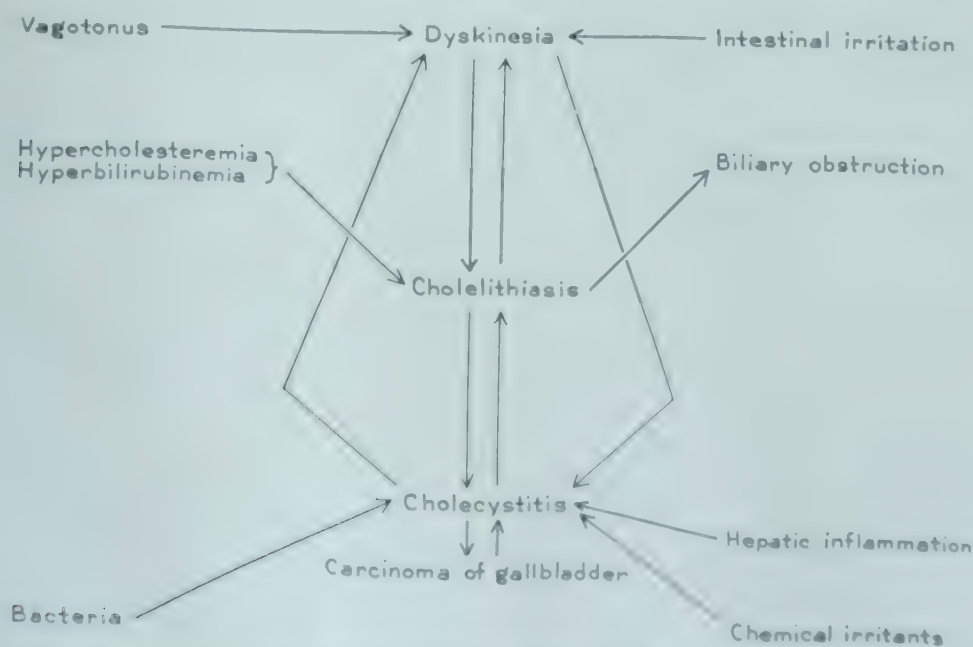 Vagotonus
Dyskinesia
Intestinal irritation
Hypercholesteremia
Hyperbilirubinemia
Biliary obstruction
Cholelithiasis
Cholecystitis
Hepatic inflammation
Carcinoma of gallbladder
Bacteria
Chemical irritants